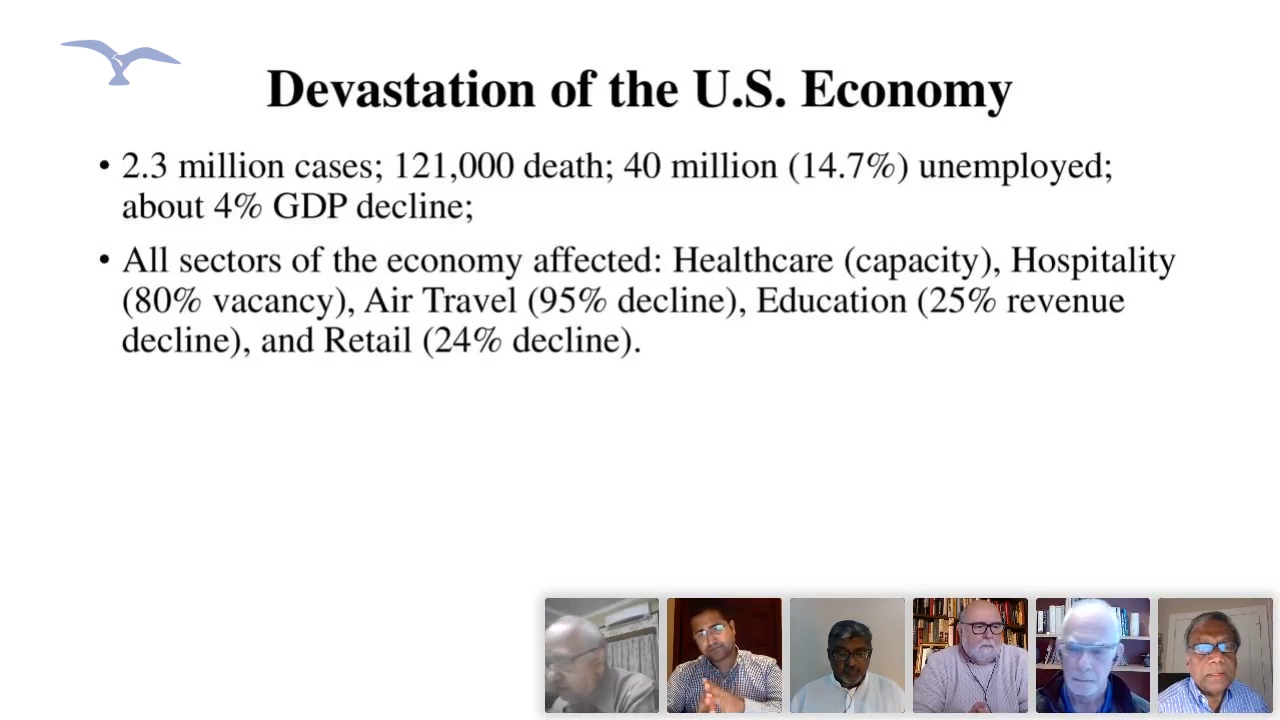 Devastation of the U.S. Economy
• 2.3 million cases; 121,000 death; 40 million (14.7%) unemployed;
about 4% GDP decline;
• All sectors of the economy affected: Healthcare (capacity), Hospitality
(80% vacancy), Air Travel (95% decline), Education (25% revenue
decline), and Retail (24% decline).